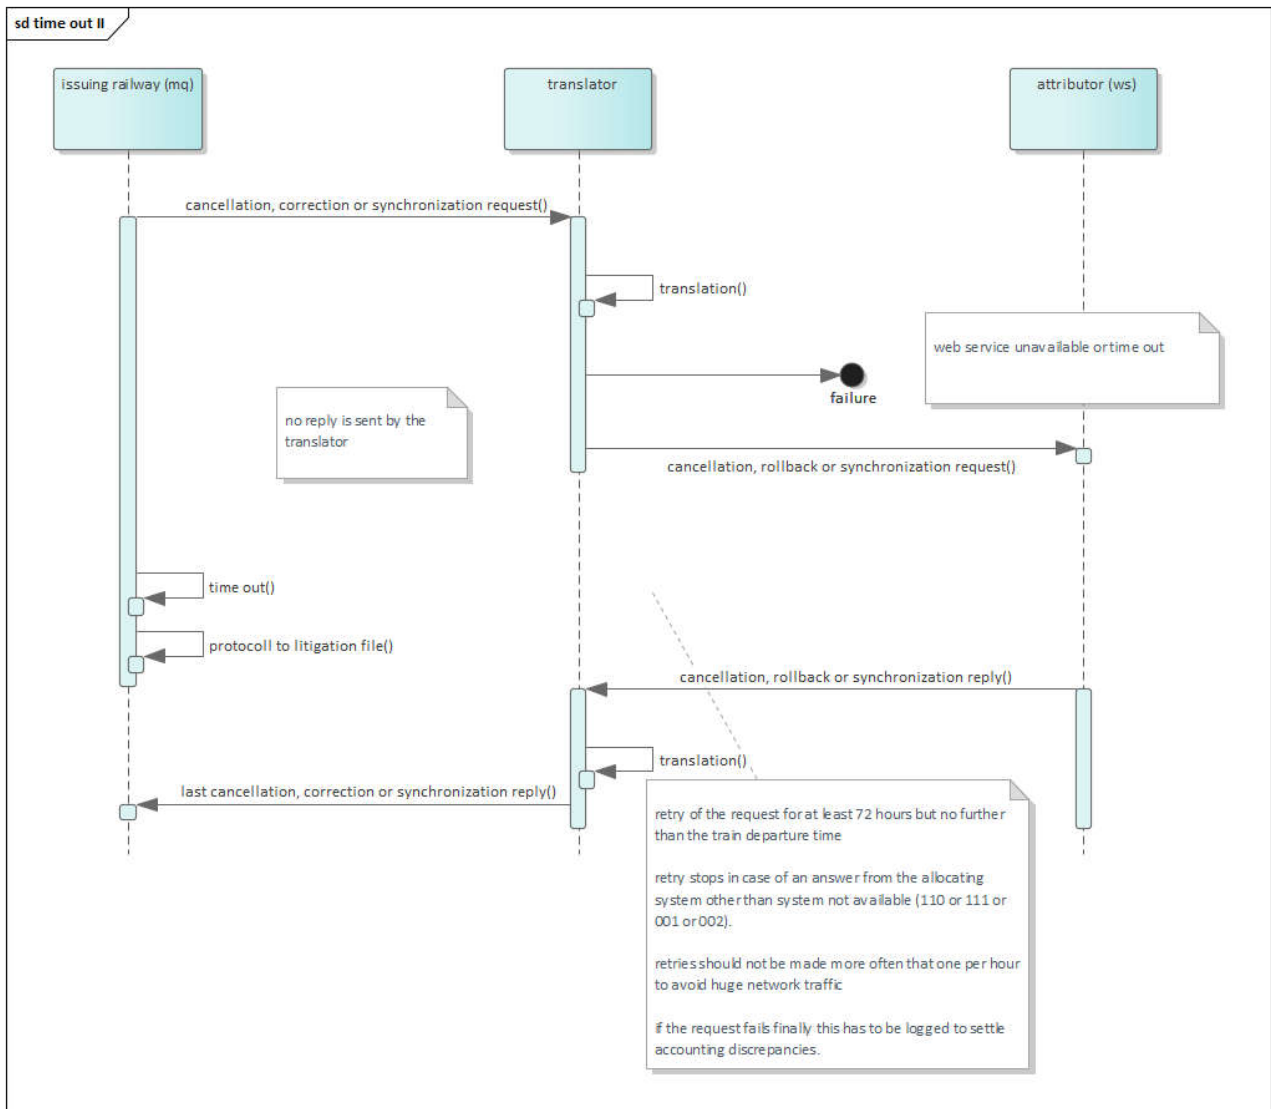 sd time out II
issuing railway (mq)
translator
attributor (ws)
cancellation, correction or synchronization request()
translation()
web service unavailable or time out
failure
no reply is sent by the
translator
cancellation, rollback or synchronization request()
time out()
protocoll to litigation file()
cancellation, rollback or synchronization reply()
translation()
last cancellation, correction or synchronization reply()
retry of the request for at least 72 hours but no further
than the train departure time
retry stops in case of an answer from the allocating
system other than system not available (110 or 111 or
001 or 002).
retries should not be made more often that one per hour
to avoid huge network traffic
if the request fails finally this has to be logged to settle
accounting discrepancies.